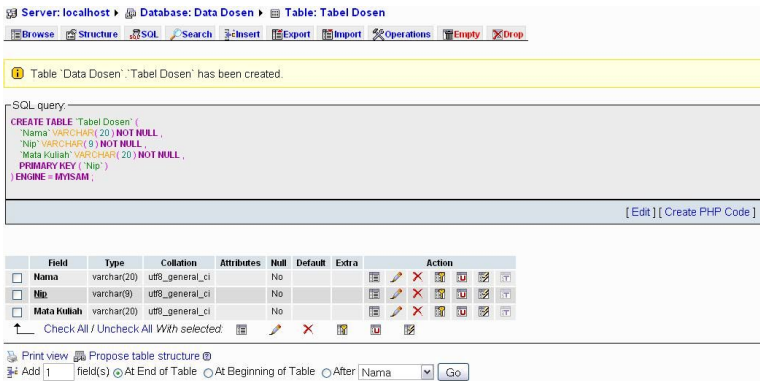 Server: localhost ▸ Database: Data Dosen ▸ Table: Tabel Dosen
Browse Structure SQL Search Insert Export Import Operations Empty Drop
Table `Data Dosen`.`Tabel Dosen` has been created.
SQL query:
CREATE TABLE `Tabel Dosen` (
`Nama` VARCHAR( 20 ) NOT NULL ,
`Nip` VARCHAR( 9 ) NOT NULL ,
`Mata Kuliah` VARCHAR( 20 ) NOT NULL ,
PRIMARY KEY ( `Nip` )
) ENGINE = MYISAM ;
[ Edit ] [ Create PHP Code ]
Field Type Collation Attributes Null Default Extra Action
Nama varchar(20) utf8_general_ci No
Nip varchar(9) utf8_general_ci No
Mata Kuliah varchar(20) utf8_general_ci No
Check All / Uncheck All With selected:
Print view Propose table structure
Add 1 field(s) At End of Table At Beginning of Table After Nama Go